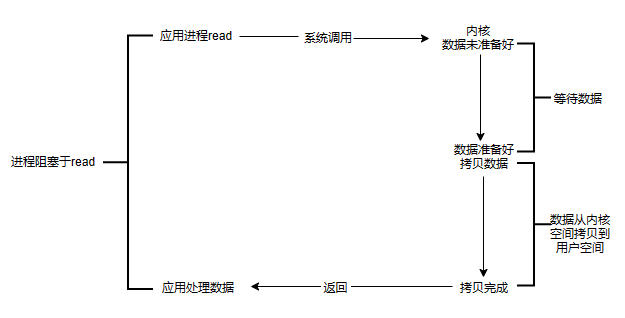 应用进程read
系统调用
内核
数据未准备好
等待数据
数据准备好
拷贝数据
进程阻塞于read
数据从内核
空间拷贝到
用户空间
应用处理数据
返回
拷贝完成